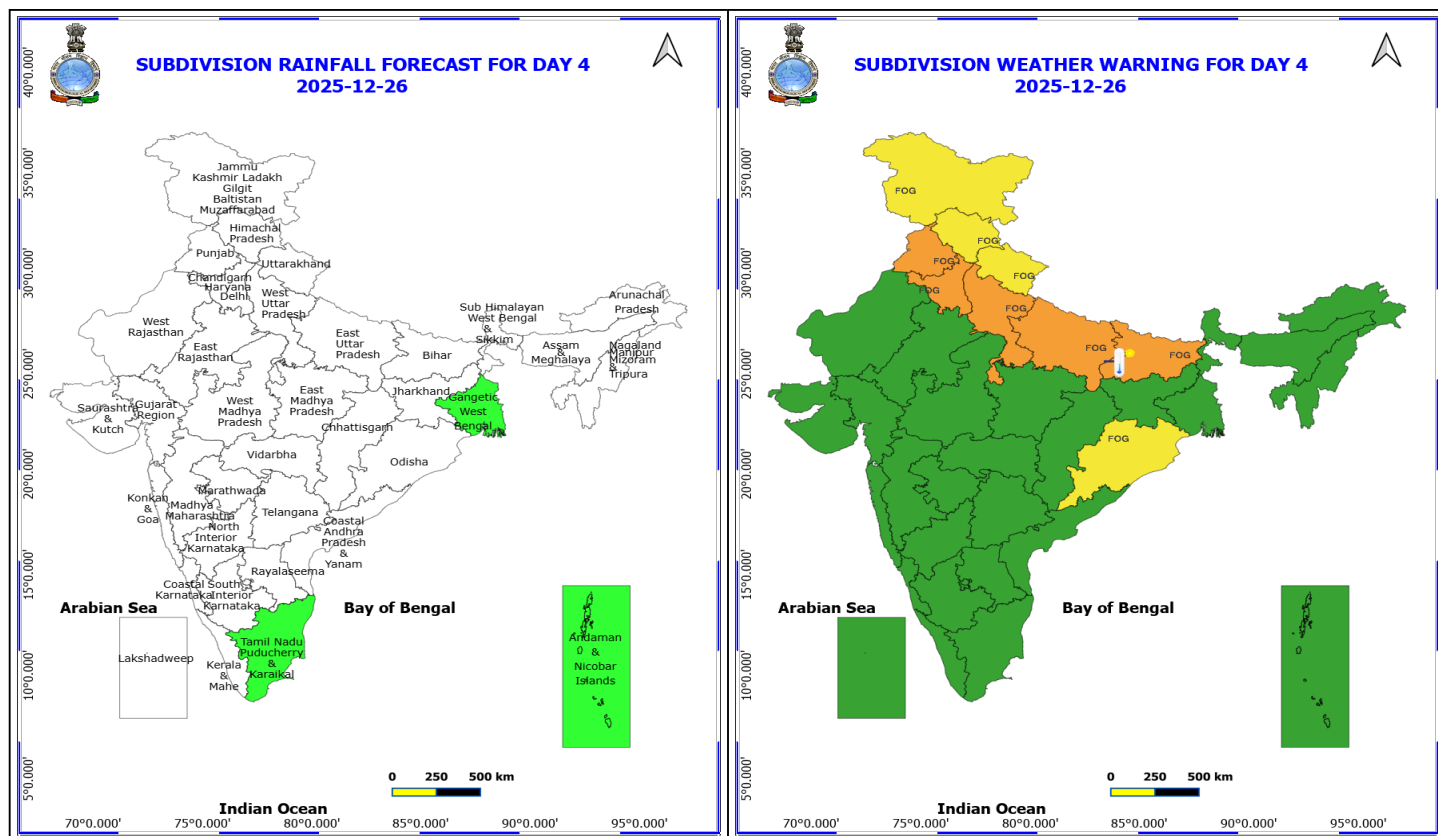 SUBDIVISION RAINFALL FORECAST FOR DAY 4
2025-12-26
40°0.000'
35°0.000'
30°0.000'
25°0.000'
20°0.000'
15°0.000'
10°0.000'
5°0.000'
Jammu
Kashmir Ladakh
Gilgit
Baltistan
Muzaffarabad
Himachal
Pradesh
Punjab
Uttarakhand
Chandigarh
Haryana
Delhi
West
Uttar
Pradesh
West
Rajasthan
East
Rajasthan
East
Uttar
Pradesh
Bihar
Sub Himalayan
West Bengal
&
Sikkim
Arunachal
Pradesh
Assam
&
Meghalaya
Nagaland
Manipur
Mizoram
&
Tripura
Saurashtra
&
Kutch
Gujarat
Region
West
Madhya
Pradesh
East
Madhya
Pradesh
Jharkhand
Gangetic
West
Bengal
Chhattisgarh
Vidarbha
Odisha
Konkan
&
Goa
Madhya
Maharashtra
Marathwada
Telangana
North
Interior
Karnataka
Coastal
Andhra
Pradesh
&
Yanam
Rayalaseema
Coastal
Karnataka
South
Interior
Karnataka
Arabian Sea
Bay of Bengal
Lakshadweep
Kerala
&
Mahe
Tamil Nadu
Puducherry
&
Karaikal
Andaman
&
Nicobar
Islands
0 250 500 km
Indian Ocean
70°0.000' 75°0.000' 80°0.000' 85°0.000' 90°0.000' 95°0.000'
SUBDIVISION WEATHER WARNING FOR DAY 4
2025-12-26
40°0.000'
35°0.000'
30°0.000'
25°0.000'
20°0.000'
15°0.000'
10°0.000'
5°0.000'
FOG
FOG
FOG
FOG
FOG
FOG
FOG
FOG
FOG
Arabian Sea
Bay of Bengal
0 250 500 km
Indian Ocean
70°0.000' 75°0.000' 80°0.000' 85°0.000' 90°0.000' 95°0.000'